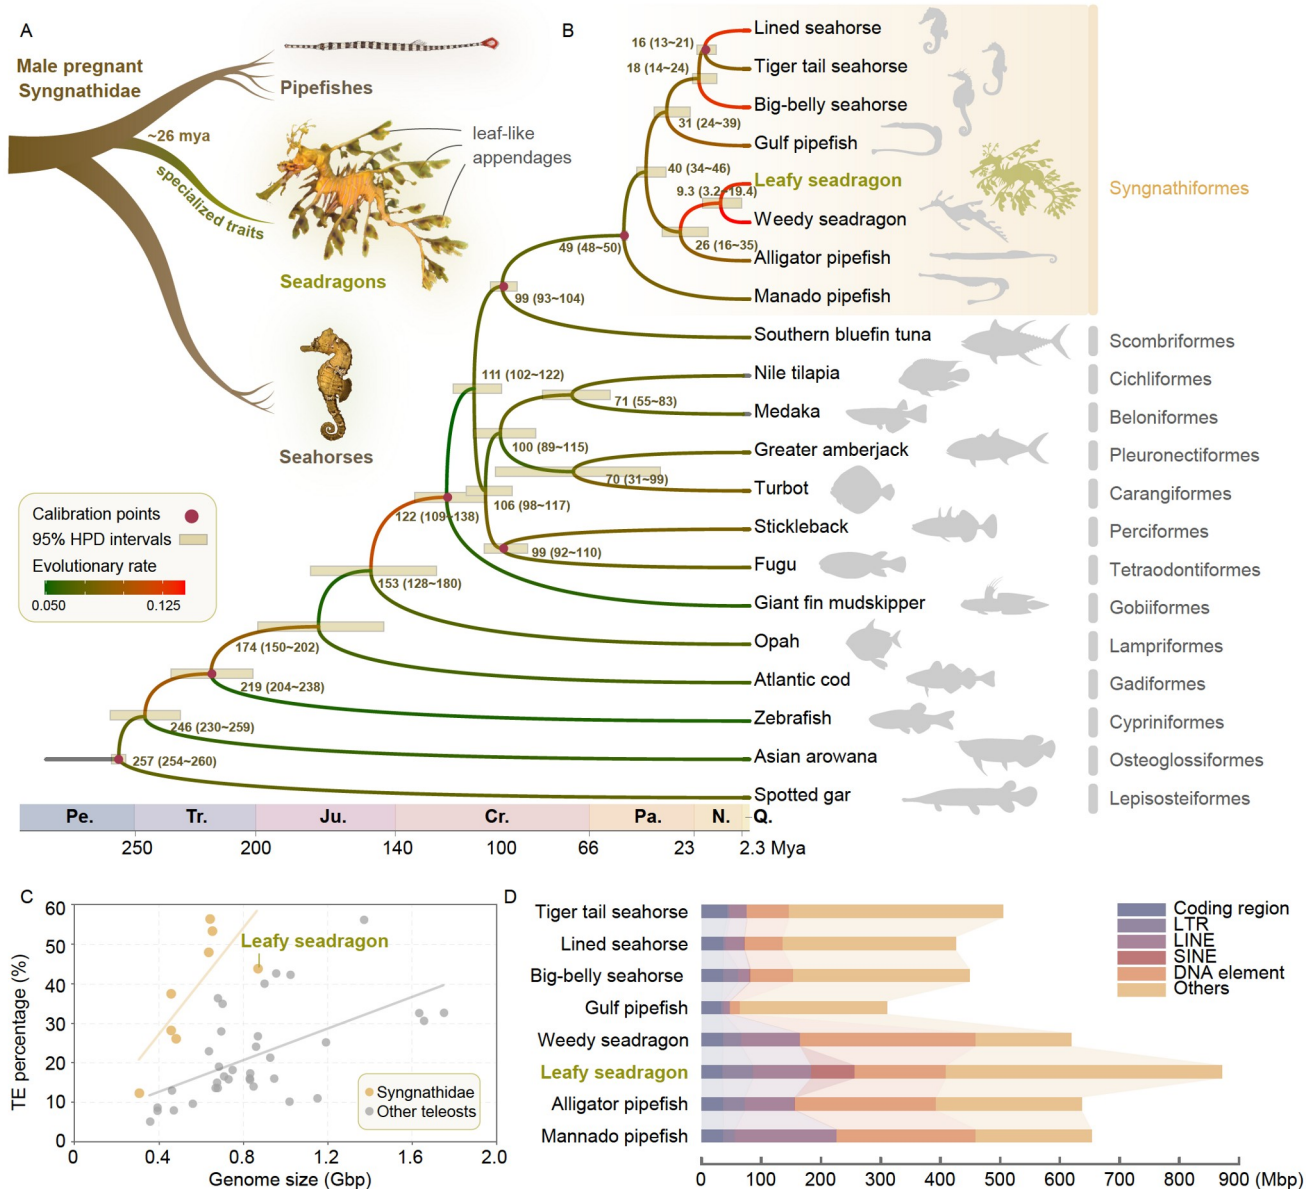 A
Male pregnant
Syngnathidae
Pipefishes
~26 mya
specialized traits
leaf-like
appendages
Seadragons
Seahorses
Calibration points
95% HPD intervals
Evolutionary rate
0.050
0.125
B
16 (13~21)
18 (14~24)
31 (24~39)
40 (34~46)
9.3 (3.2~19.4)
26 (16~35)
49 (48~50)
99 (93~104)
111 (102~122)
71 (55~83)
100 (89~115)
70 (31~99)
106 (98~117)
122 (109~138)
99 (92~110)
153 (128~180)
174 (150~202)
219 (204~238)
246 (230~259)
257 (254~260)
Lined seahorse
Tiger tail seahorse
Big-belly seahorse
Gulf pipefish
Leafy seadragon
Weedy seadragon
Alligator pipefish
Manado pipefish
Southern bluefin tuna
Nile tilapia
Medaka
Greater amberjack
Turbot
Stickleback
Fugu
Giant fin mudskipper
Opah
Atlantic cod
Zebrafish
Asian arowana
Spotted gar
Syngnathiformes
Scombriformes
Cichliformes
Beloniformes
Pleuronectiformes
Carangiformes
Perciformes
Tetraodontiformes
Gobiiformes
Lampriformes
Gadiformes
Cypriniformes
Osteoglossiformes
Lepisosteiformes
Pe. Tr. Ju. Cr. Pa. N. Q.
250 200 140 100 66 23 2.3 Mya
C
60
50
40
30
20
10
0
TE percentage (%)
Leafy seadragon
Syngnathidae
Other teleosts
0 0.4 0.8 1.2 1.6 2.0
Genome size (Gbp)
D
Tiger tail seahorse
Lined seahorse
Big-belly seahorse
Gulf pipefish
Weedy seadragon
Leafy seadragon
Alligator pipefish
Mannado pipefish
Coding region
LTR
LINE
SINE
DNA element
Others
0 100 200 300 400 500 600 700 800 900 (Mbp)